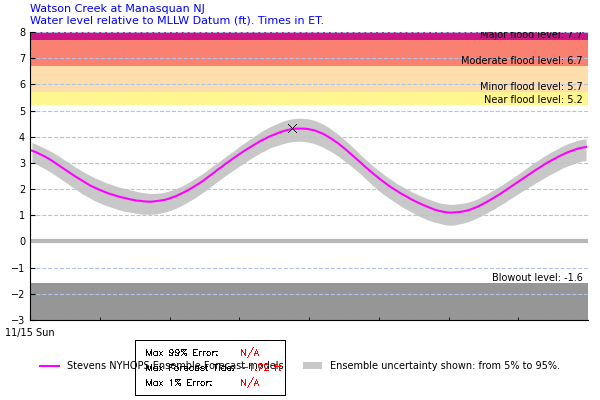 Watson Creek at Manasquan NJ
Water level relative to MLLW Datum (ft). Times in ET.
8
Major flood level: 7.7
7
Moderate flood level: 6.7
6
Minor flood level: 5.7
Near flood level: 5.2
5
4
3
2
1
0
−1
Blowout level: -1.6
−2
−3
11/15 Sun
Max 99% Error: N/A
Stevens NYHOPS Ensemble Forecast models
Ensemble uncertainty shown: from 5% to 95%.
Max Forecast Tide:
Max 1% Error: N/A